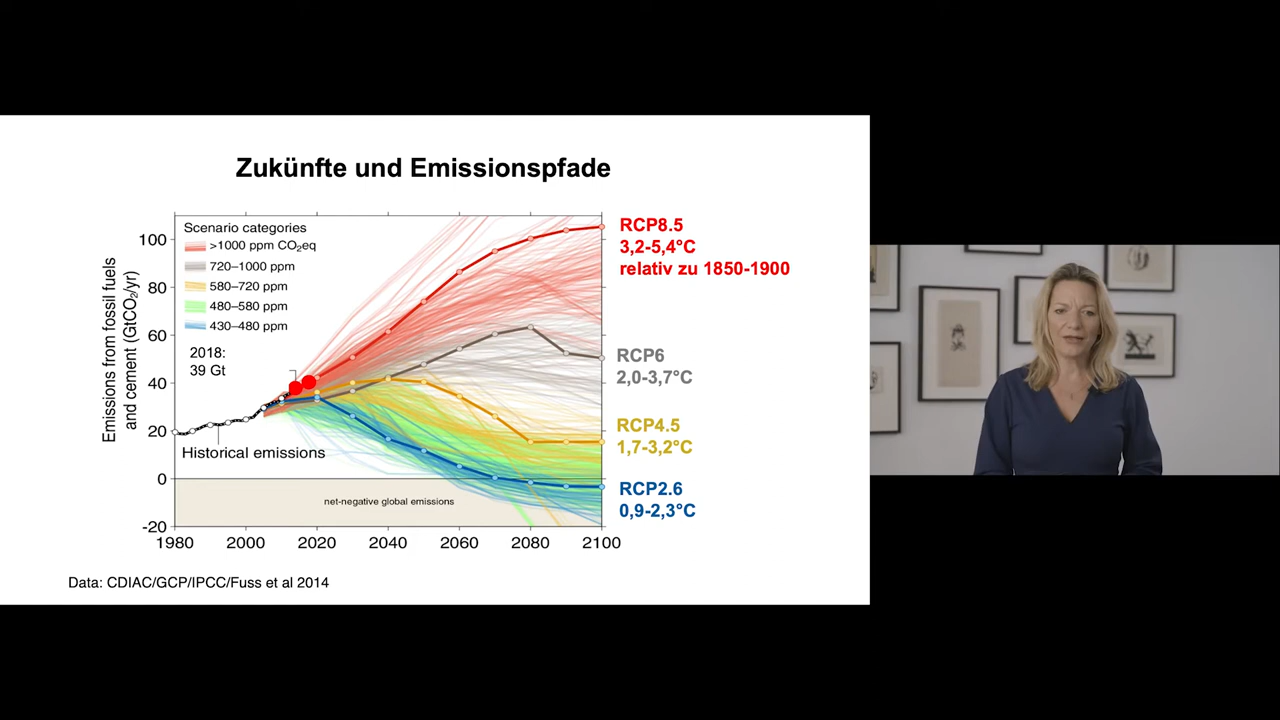 Zukünfte und Emissionspfade
Scenario categories
>1000 ppm CO₂eq
720–1000 ppm
580–720 ppm
480–580 ppm
430–480 ppm
2018:
39 Gt
Historical emissions
net-negative global emissions
Emissions from fossil fuels
and cement (GtCO₂/yr)
100
80
60
40
20
0
-20
1980
2000
2020
2040
2060
2080
2100
RCP8.5
3,2-5,4°C
relativ zu 1850-1900
RCP6
2,0-3,7°C
RCP4.5
1,7-3,2°C
RCP2.6
0,9-2,3°C
Data: CDIAC/GCP/IPCC/Fuss et al 2014